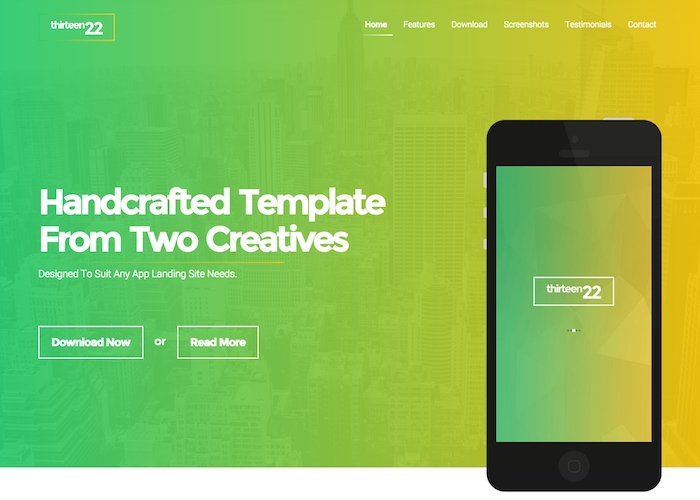 thirteen22
Home Features Download Screenshots Testimonials Contact
Handcrafted Template
From Two Creatives
Designed To Suit Any App Landing Site Needs.
Download Now or Read More
thirteen22